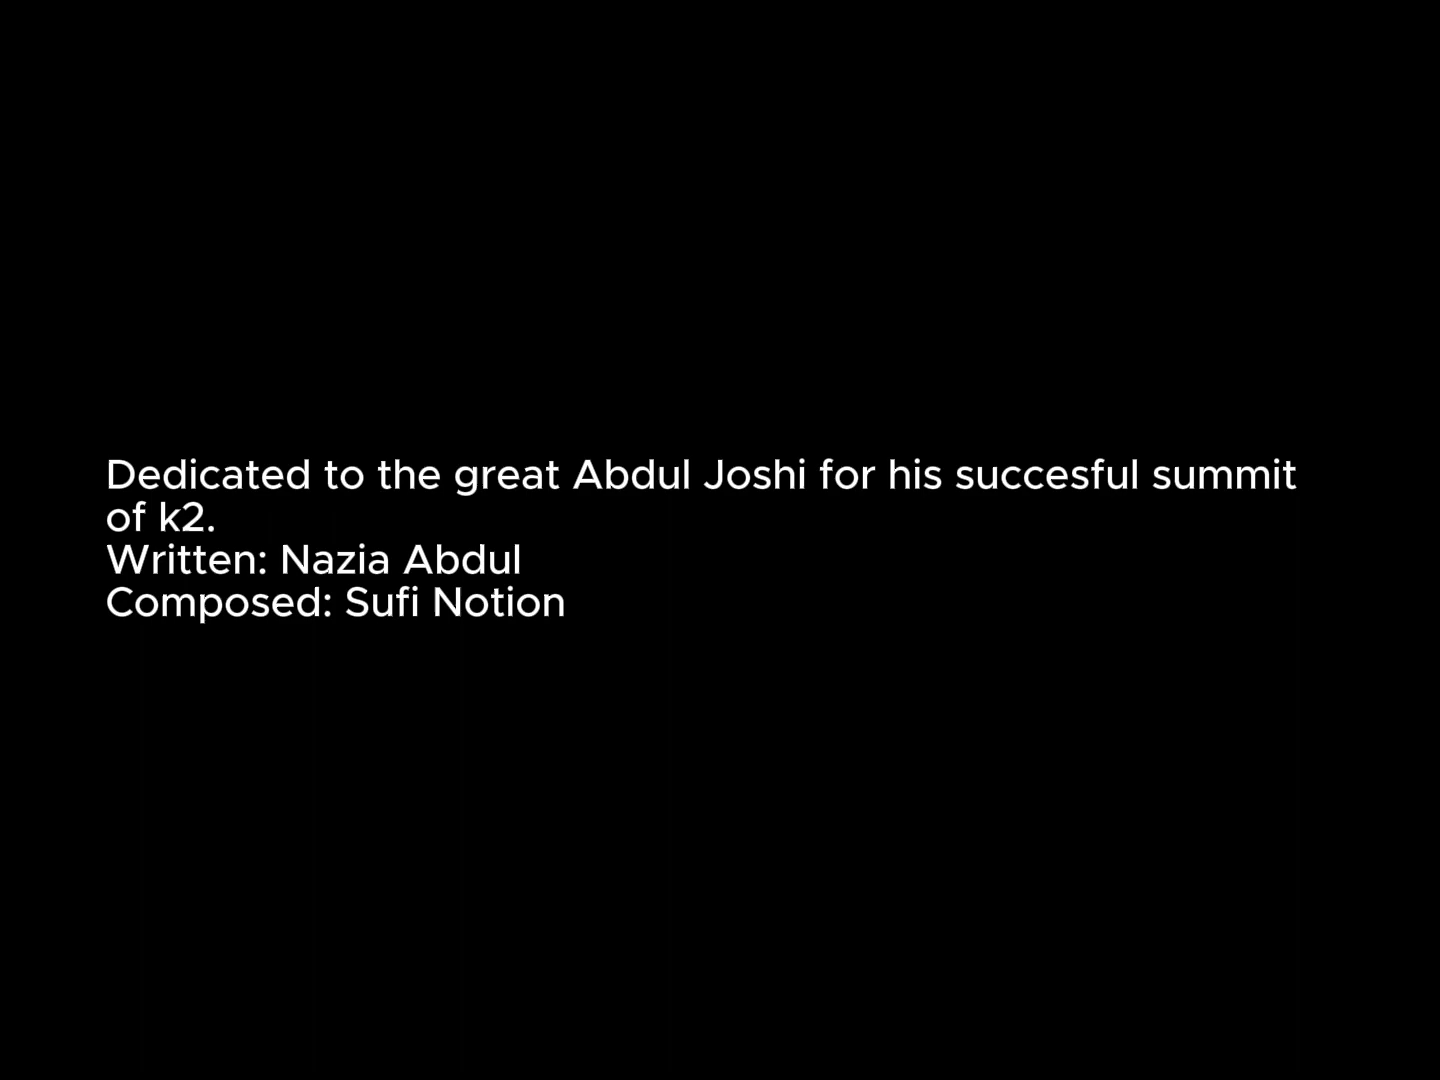 Dedicated to the great Abdul Joshi for his succesful summit
of k2.
Written: Nazia Abdul
Composed: Sufi Notion